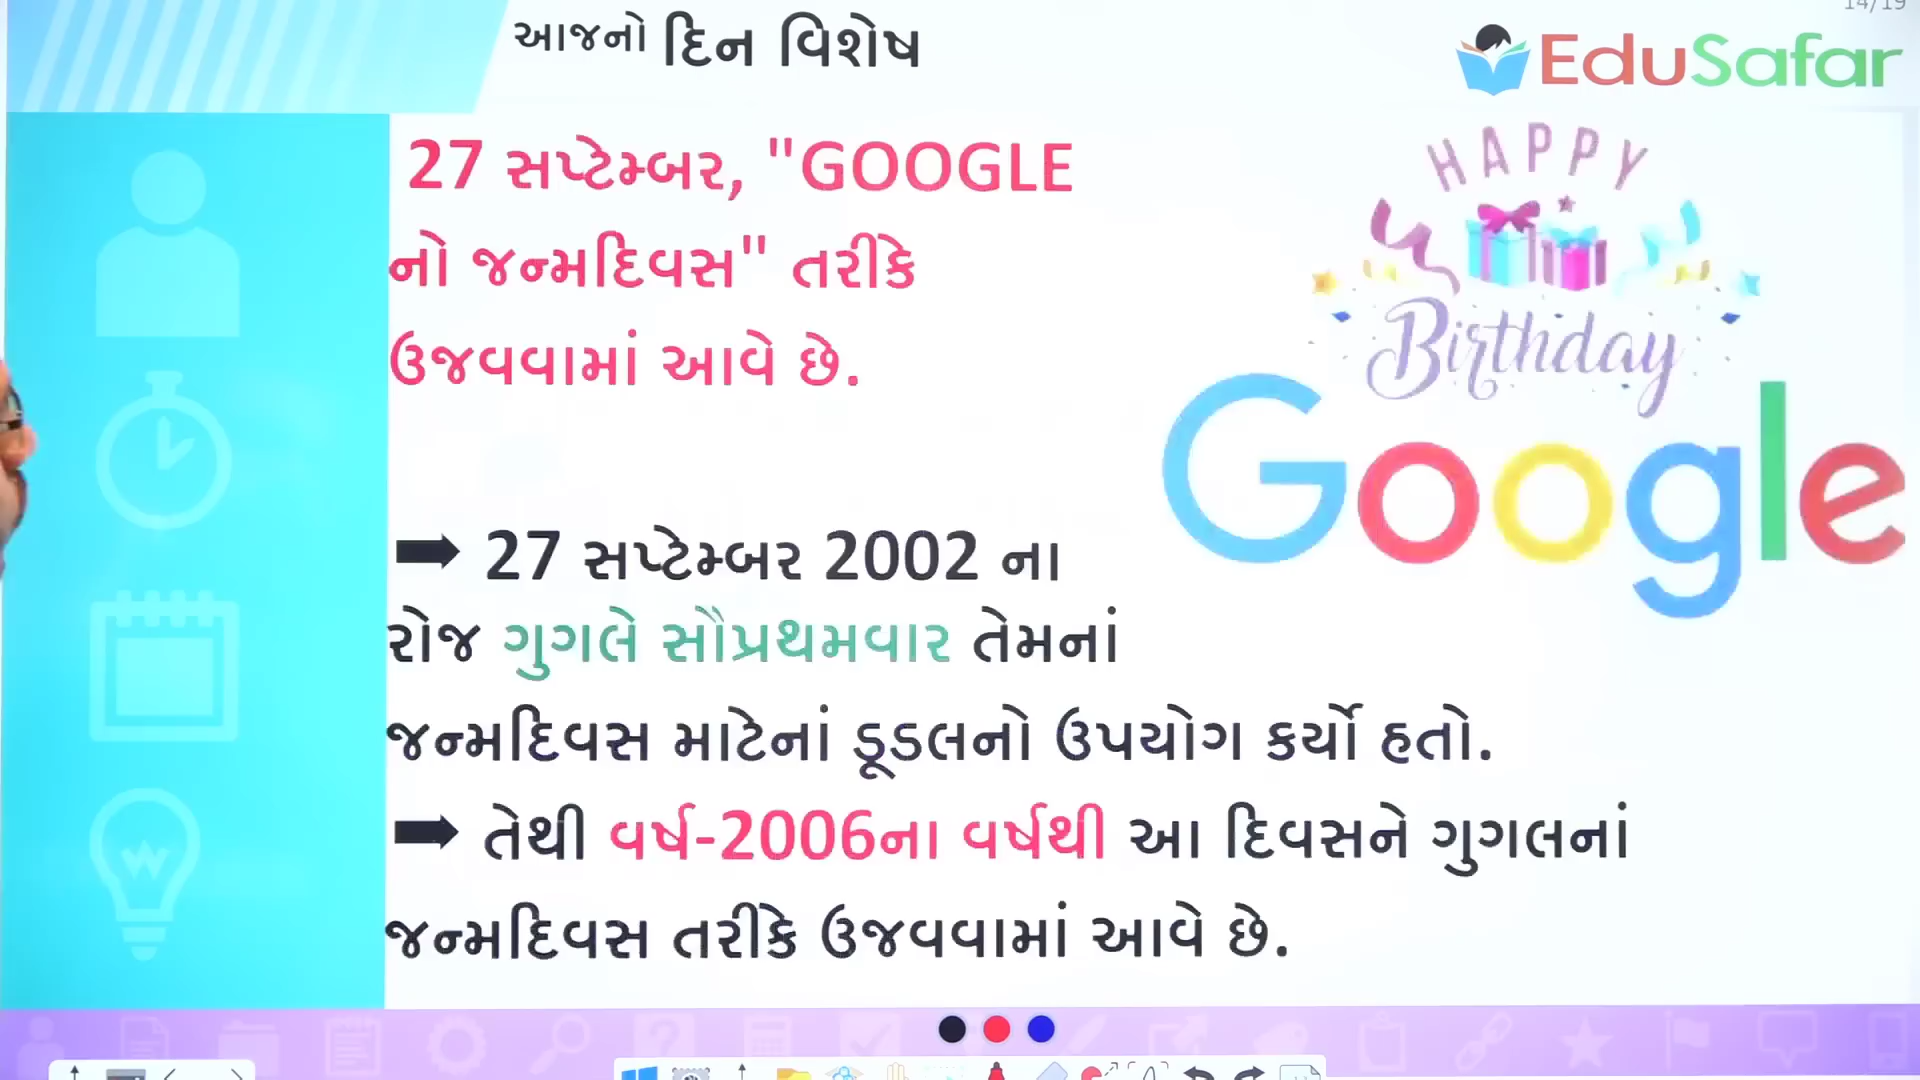 14/19
આજનો દિન વિશેષ
EduSafar
27 સપ્ટેમ્બર, "GOOGLE
નો જન્મદિવસ" તરીકે
ઉજવવામાં આવે છે.
HAPPY
Birthday
Google
➡ 27 સપ્ટેમ્બર 2002 ના
રોજ ગુગલે સૌપ્રથમવાર તેમનાં
જન્મદિવસ માટેનાં ડૂડલનો ઉપયોગ કર્યો હતો.
➡ તેથી વર્ષ-2006ના વર્ષથી આ દિવસને ગુગલનાં
જન્મદિવસ તરીકે ઉજવવામાં આવે છે.